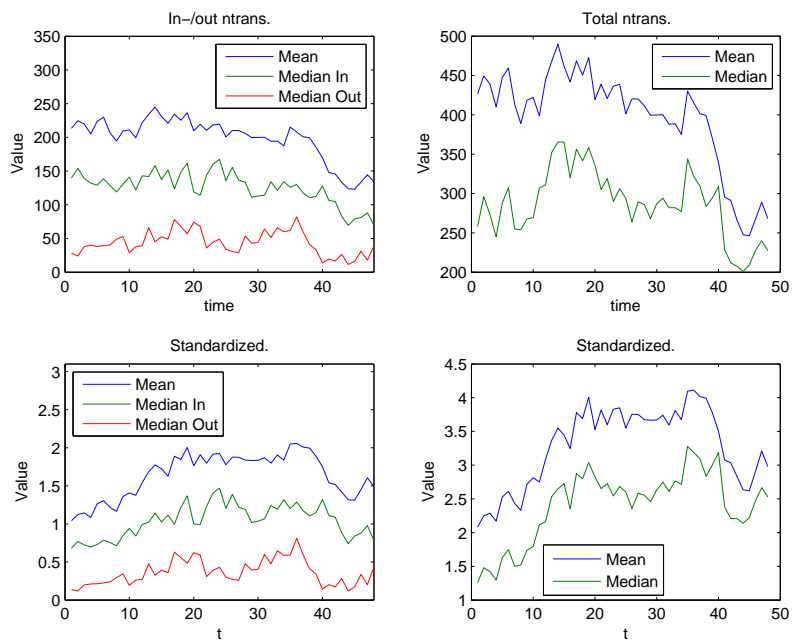 In−/out ntrans.
350
300
250
200
150
100
50
0
Value
0 10 20 30 40
time
Mean
Median In
Median Out
Total ntrans.
500
450
400
350
300
250
200
Value
0 10 20 30 40 50
time
Mean
Median
Standardized.
3
2.5
2
1.5
1
0.5
0
Value
0 10 20 30 40
t
Mean
Median In
Median Out
Standardized.
4.5
4
3.5
3
2.5
2
1.5
1
Value
0 10 20 30 40 50
t
Mean
Median